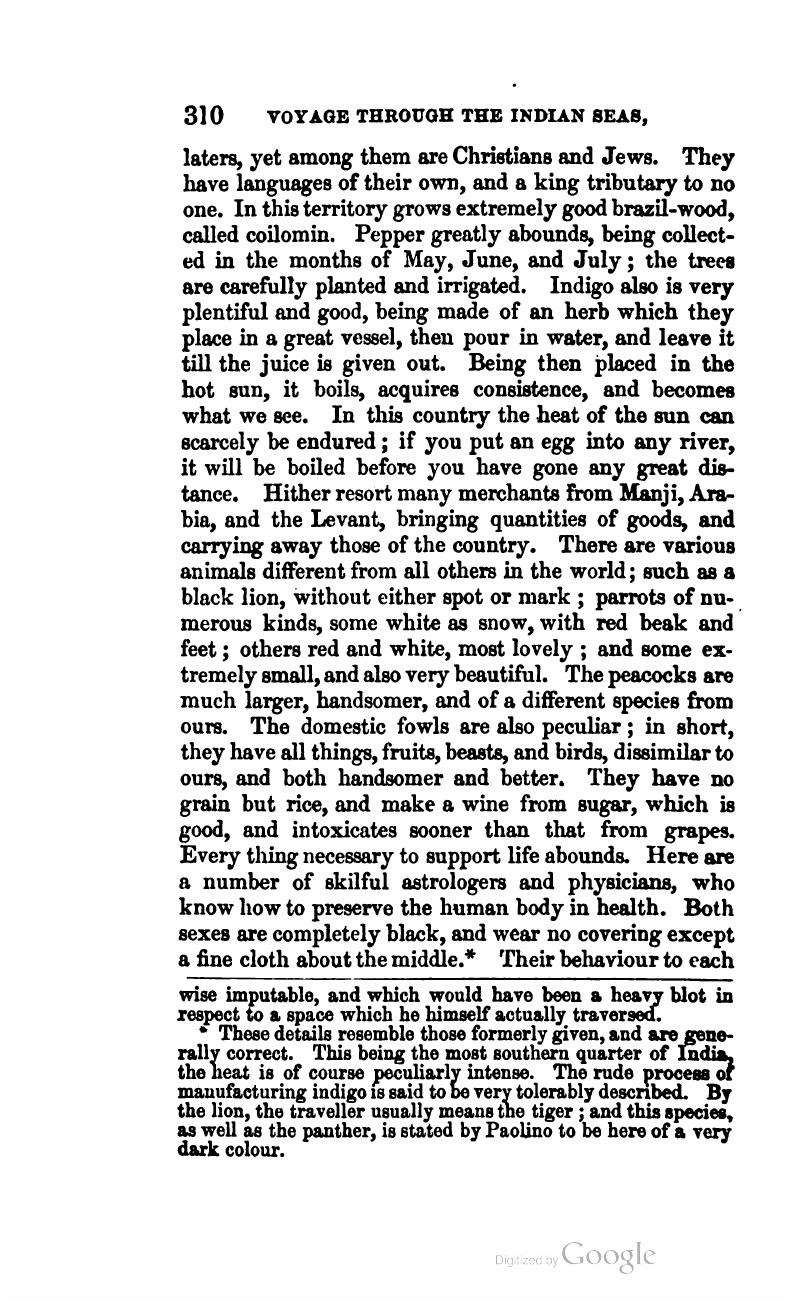 310 VOYAGE THROUGH THE INDIAN SEAS,
laters, yet among them are Christians and Jews. They
have languages of their own, and a king tributary to no
one. In this territory grows extremely good brazil-wood,
called coilomin. Pepper greatly abounds, being collect-
ed in the months of May, June, and July ; the trees
are carefully planted and irrigated. Indigo also is very
plentiful and good, being made of an herb which they
place in a great vessel, then pour in water, and leave it
till the juice is given out. Being then placed in the
hot sun, it boils, acquires consistence, and becomes
what we see. In this country the heat of the sun can
scarcely be endured ; if you put an egg into any river,
it will be boiled before you have gone any great dis-
tance. Hither resort many merchants from Manji, Ara-
bia, and the Levant, bringing quantities of goods, and
carrying away those of the country. There are various
animals different from all others in the world ; such as a
black lion, without either spot or mark ; parrots of nu-
merous kinds, some white as snow, with red beak and
feet ; others red and white, most lovely ; and some ex-
tremely small, and also very beautiful. The peacocks are
much larger, handsomer, and of a different species from
ours. The domestic fowls are also peculiar ; in short,
they have all things, fruits, beasts, and birds, dissimilar to
ours, and both handsomer and better. They have no
grain but rice, and make a wine from sugar, which is
good, and intoxicates sooner than that from grapes.
Every thing necessary to support life abounds. Here are
a number of skilful astrologers and physicians, who
know how to preserve the human body in health. Both
sexes are completely black, and wear no covering except
a fine cloth about the middle.* Their behaviour to each
wise imputable, and which would have been a heavy blot in
respect to a space which he himself actually traversed.
* These details resemble those formerly given, and are gene-
rally correct. This being the most southern quarter of India,
the heat is of course peculiarly intense. The rude process of
manufacturing indigo is said to be very tolerably described. By
the lion, the traveller usually means the tiger ; and this species,
as well as the panther, is stated by Paolino to be here of a very
dark colour.
Digitized by Google